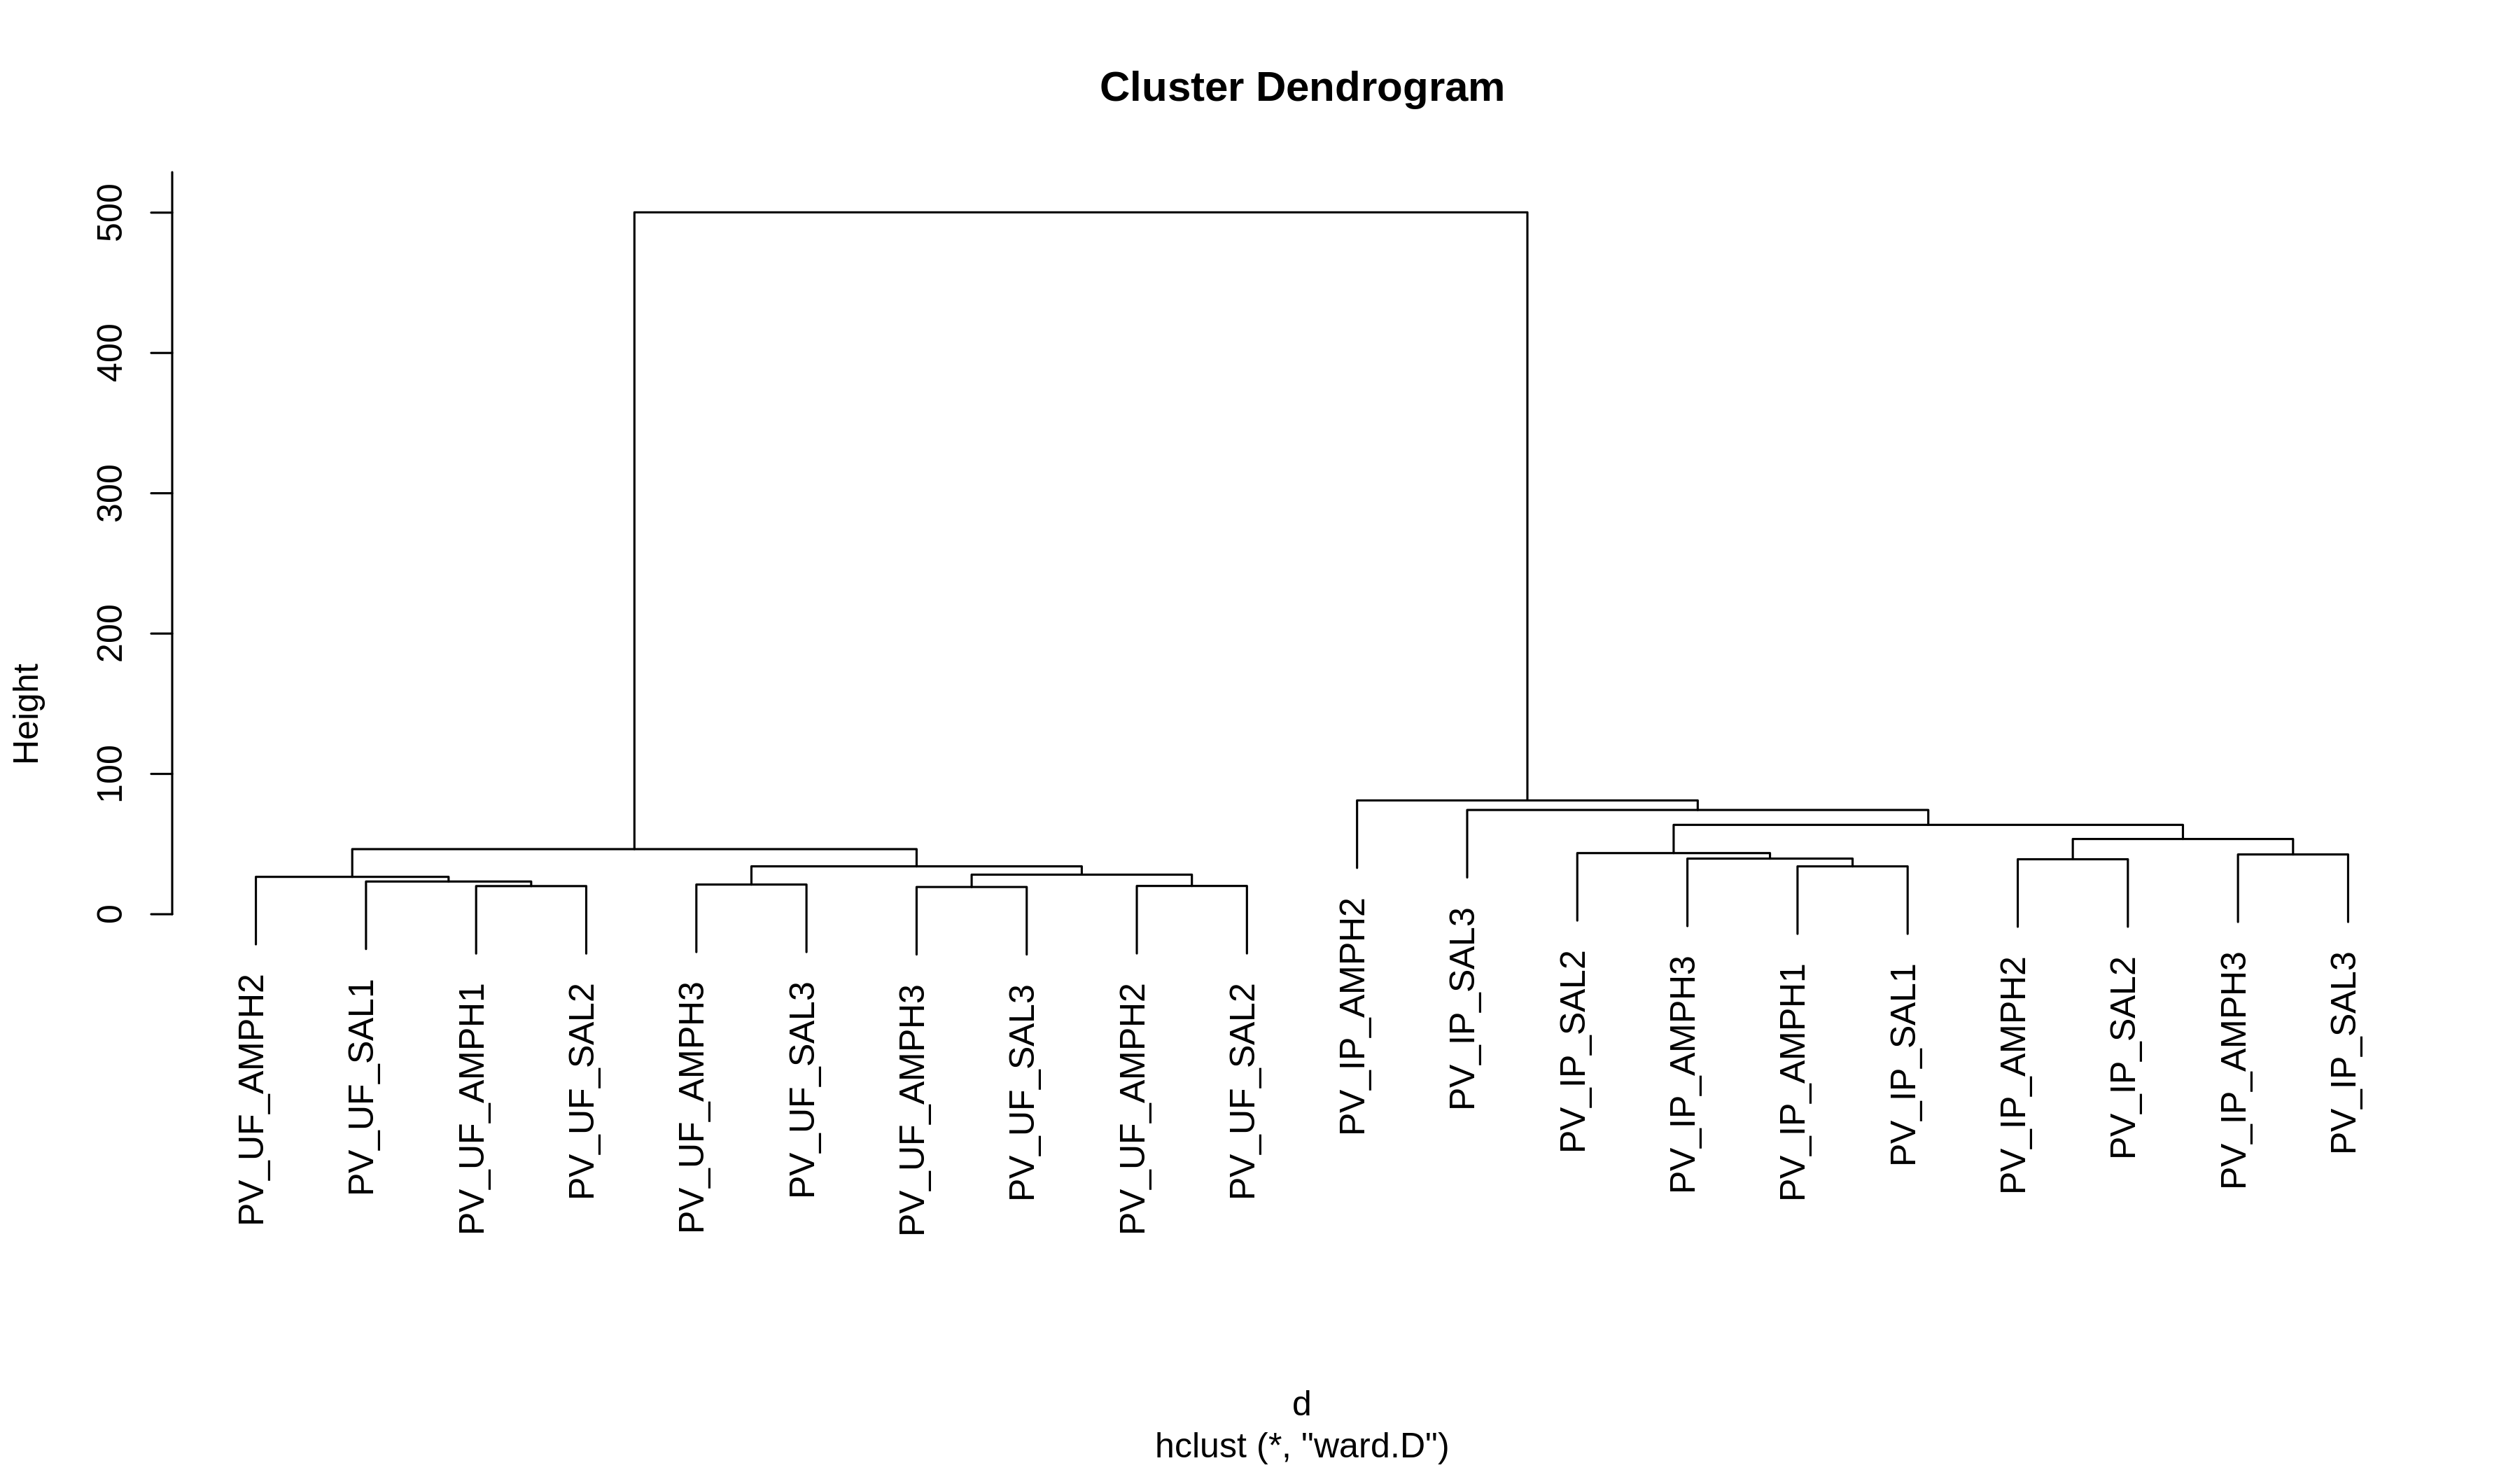 Cluster Dendrogram
Height
500
400
300
200
100
0
PV_UF_AMPH2
PV_UF_SAL1
PV_UF_AMPH1
PV_UF_SAL2
PV_UF_AMPH3
PV_UF_SAL3
PV_UF_AMPH3
PV_UF_SAL3
PV_UF_AMPH2
PV_UF_SAL2
PV_IP_AMPH2
PV_IP_SAL3
PV_IP_SAL2
PV_IP_AMPH3
PV_IP_AMPH1
PV_IP_SAL1
PV_IP_AMPH2
PV_IP_SAL2
PV_IP_AMPH3
PV_IP_SAL3
d
hclust (*, "ward.D")